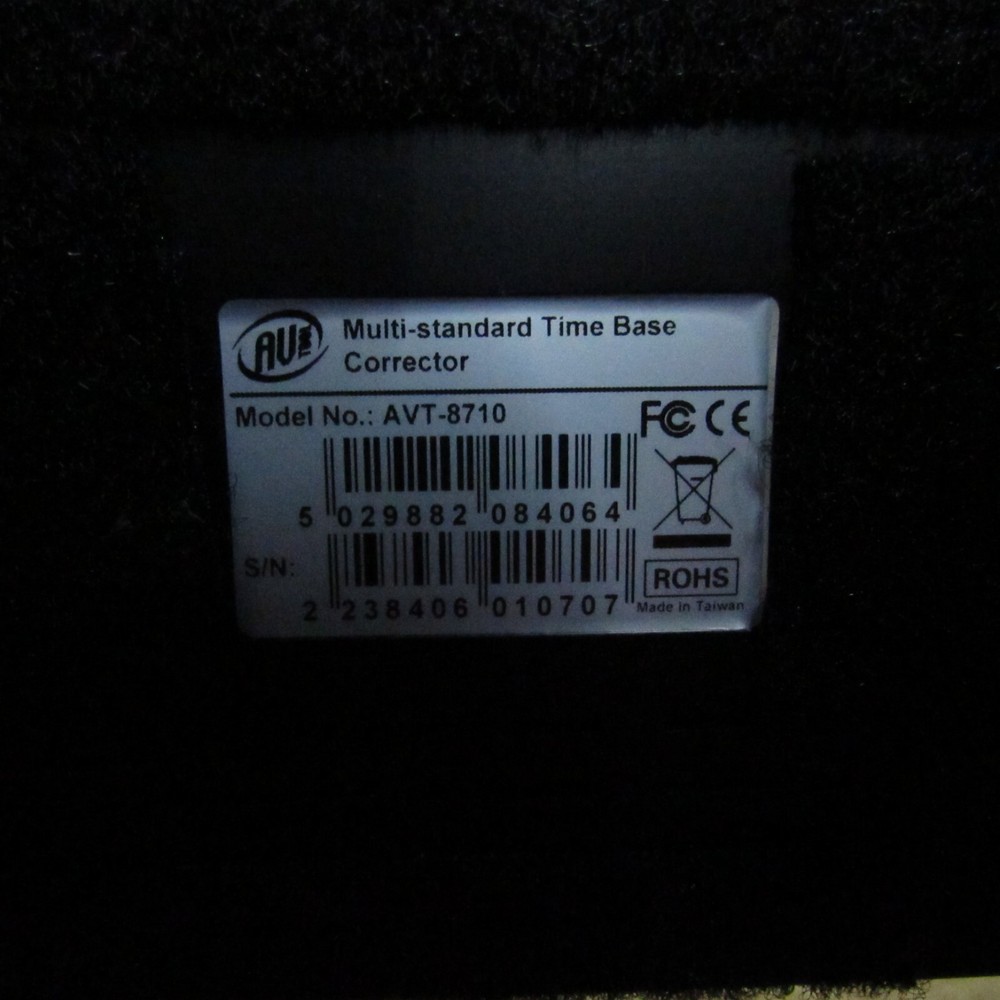 AV
Multi-standard Time Base
Corrector
Model No.: AVT-8710
FC CE
5 029882 084064
S/N:
2 238406 010707
ROHS
Made in Taiwan